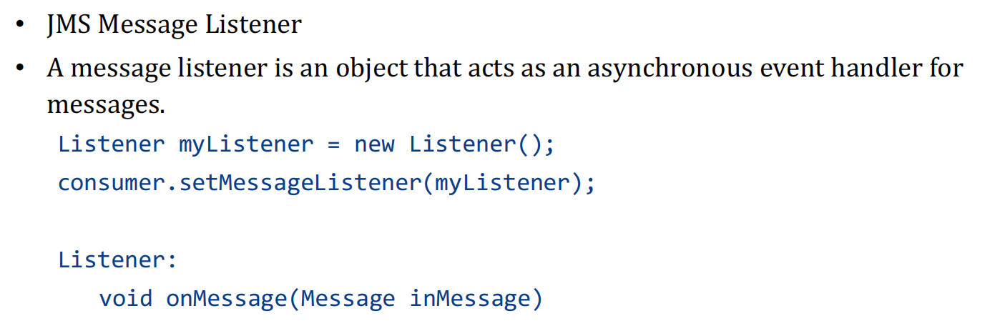 • JMS Message Listener
• A message listener is an object that acts as an asynchronous event handler for
messages.
Listener myListener = new Listener();
consumer.setMessageListener(myListener);
Listener:
void onMessage(Message inMessage)